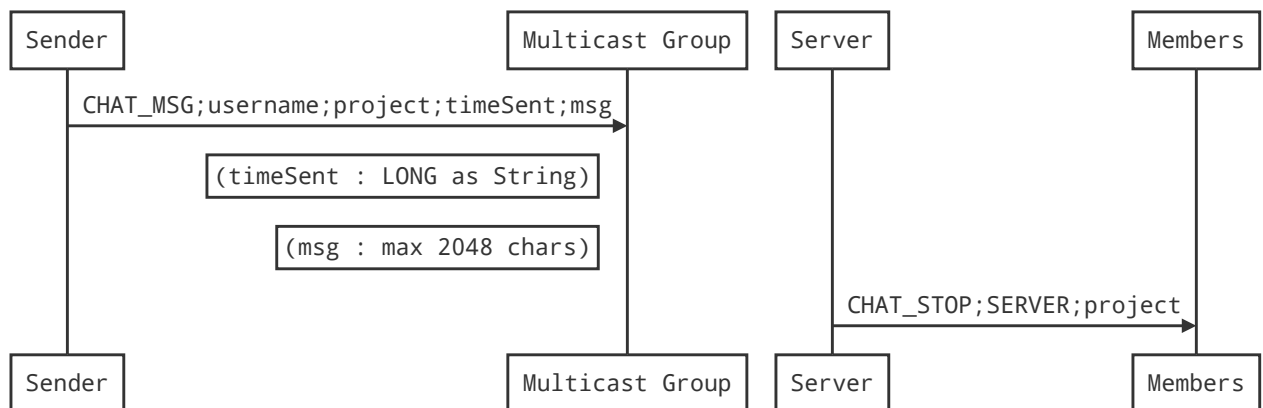 Sender
Multicast Group
Server
Members
CHAT_MSG;username;project;timeSent;msg
(timeSent : LONG as String)
(msg : max 2048 chars)
CHAT_STOP;SERVER;project
Sender
Multicast Group
Server
Members